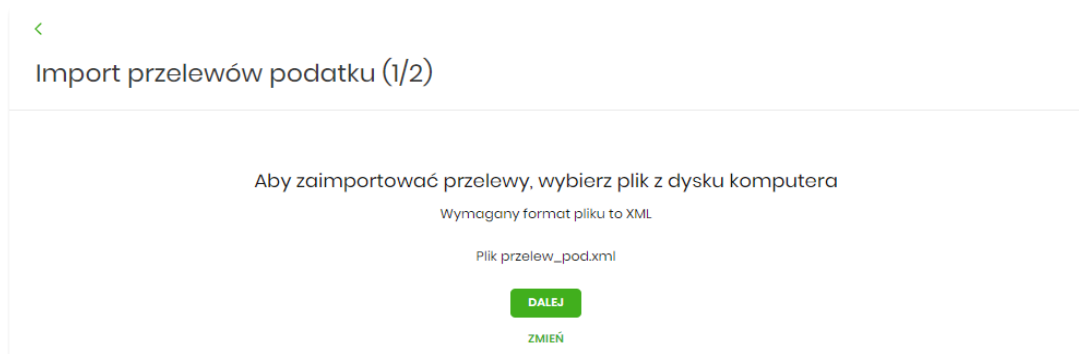 Import przelewów podatku (1/2)
Aby zaimportować przelewy, wybierz plik z dysku komputera
Wymagany format pliku to XML
Plik przelew_pod.xml
DALEJ
ZMIEŃ